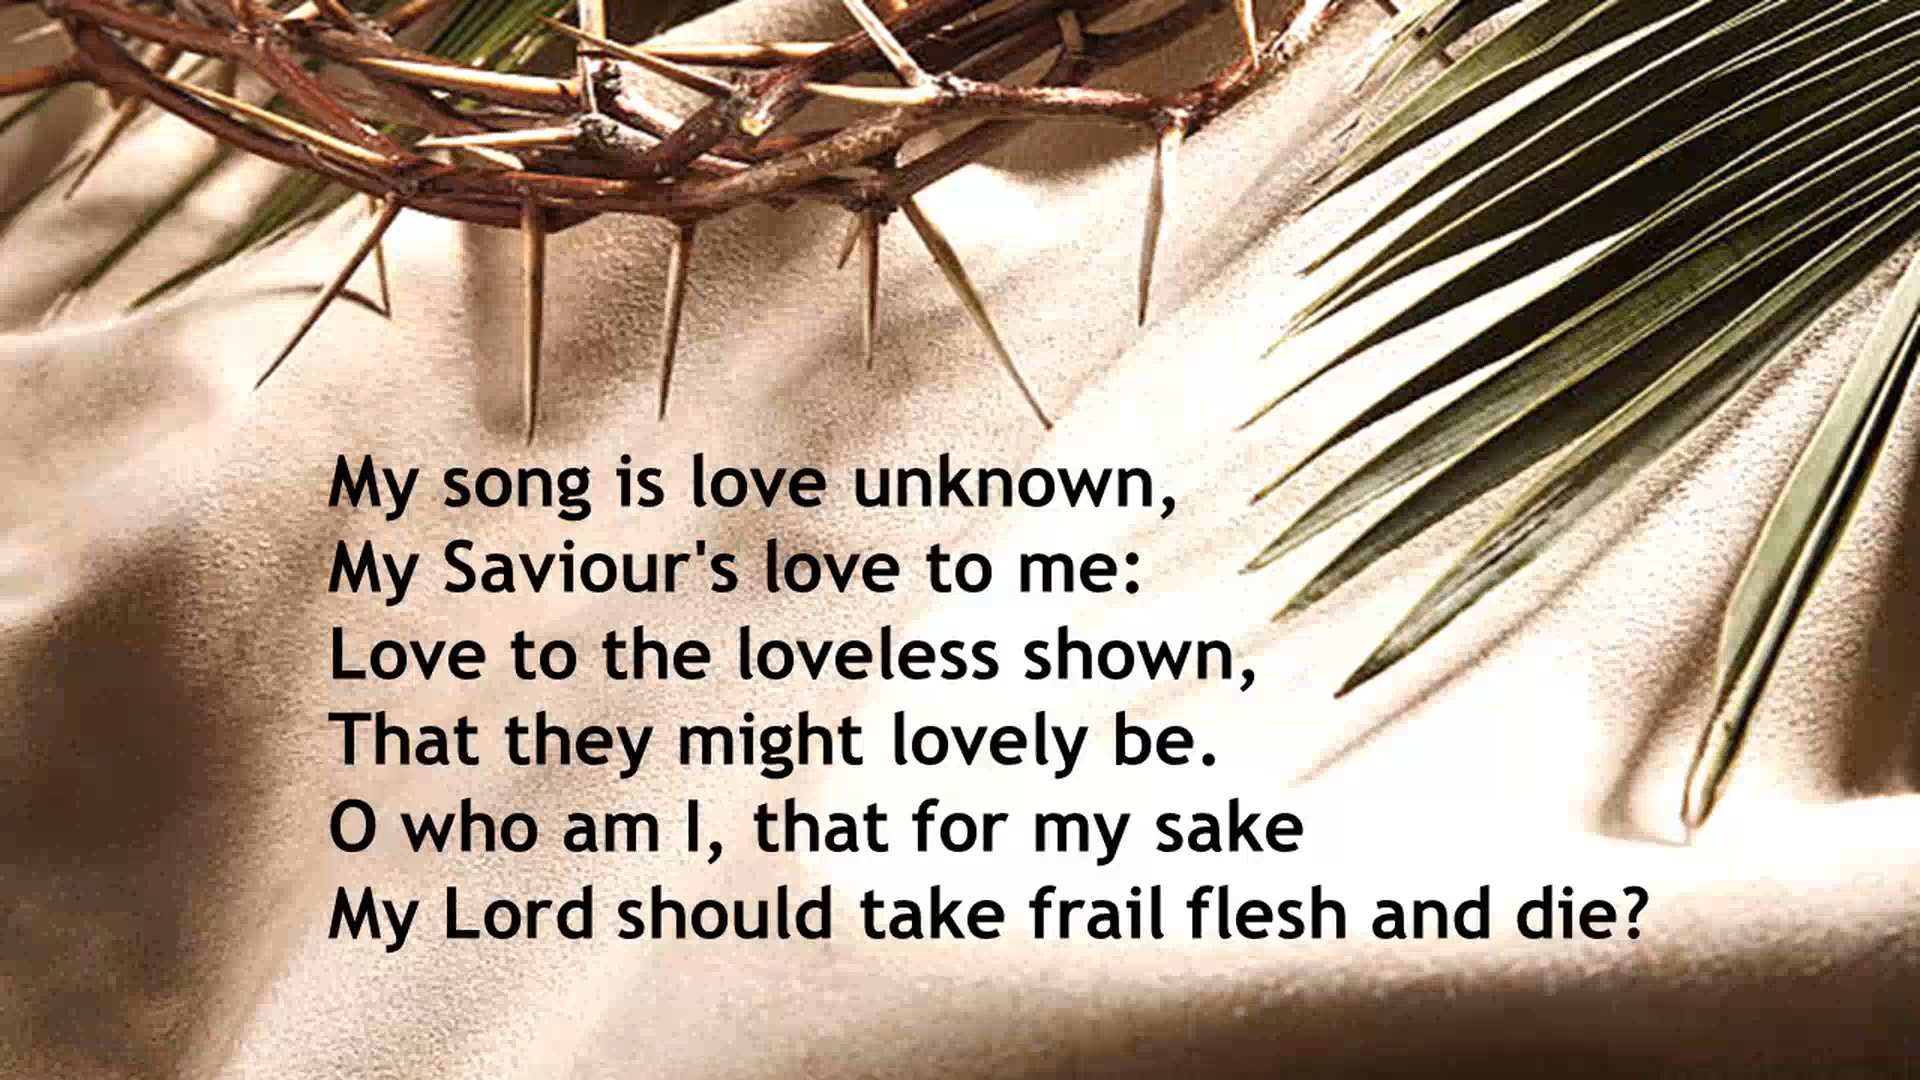 My song is love unknown,
My Saviour's love to me:
Love to the loveless shown,
That they might lovely be.
O who am I, that for my sake
My Lord should take frail flesh and die?